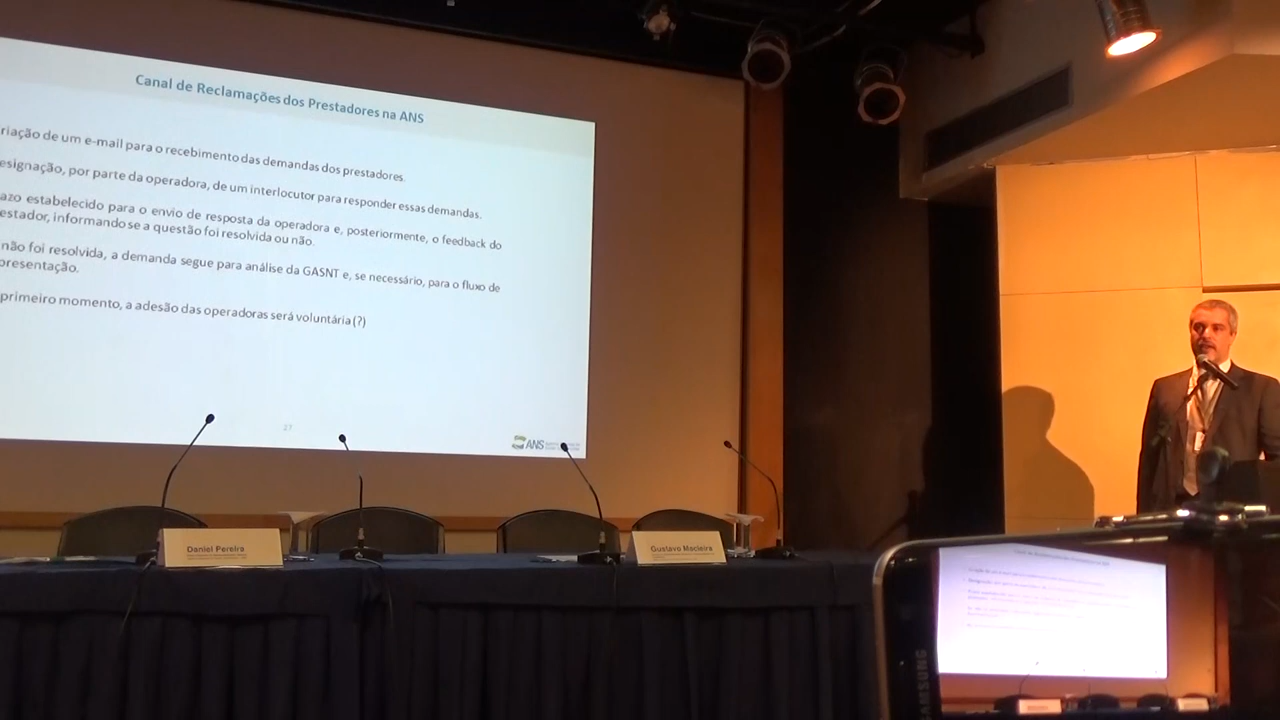 Canal de Reclamações dos Prestadores na ANS
riação de um e-mail para o recebimento das demandas dos prestadores.
esignação, por parte da operadora, de um interlocutor para responder essas demandas.
azo estabelecido para o envio de resposta da operadora e, posteriormente, o feedback do
estador, informando se a questão foi resolvida ou não.
não foi resolvida, a demanda segue para análise da GASNT e, se necessário, para o fluxo de
presentação.
primeiro momento, a adesão das operadoras será voluntária (?)
27
ANS
Daniel Pereira
Gustavo Macieira
SAMSUNG